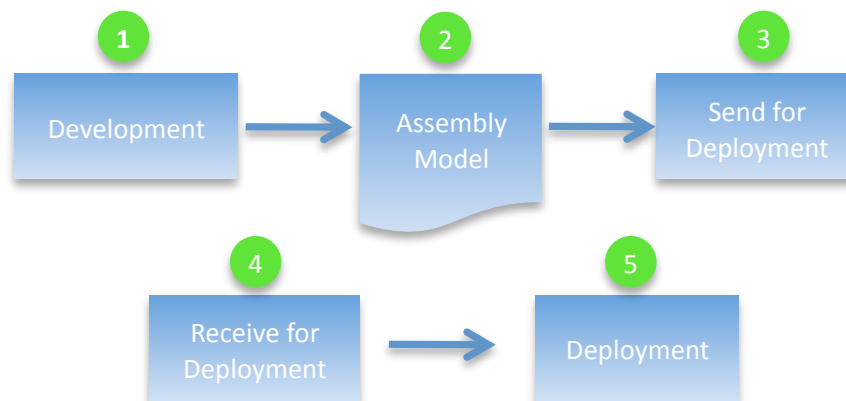 1
2
3
Development
Assembly
Model
Send for
Deployment
4
5
Receive for
Deployment
Deployment